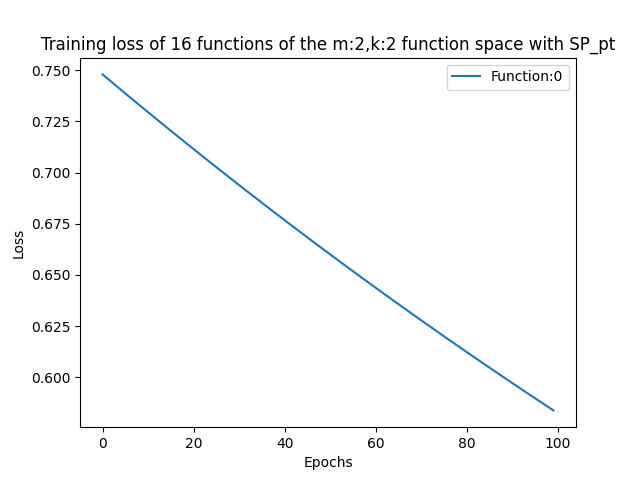 Training loss of 16 functions of the m:2,k:2 function space with SP_pt
Function:0
Loss
0.750
0.725
0.700
0.675
0.650
0.625
0.600
0 20 40 60 80 100
Epochs